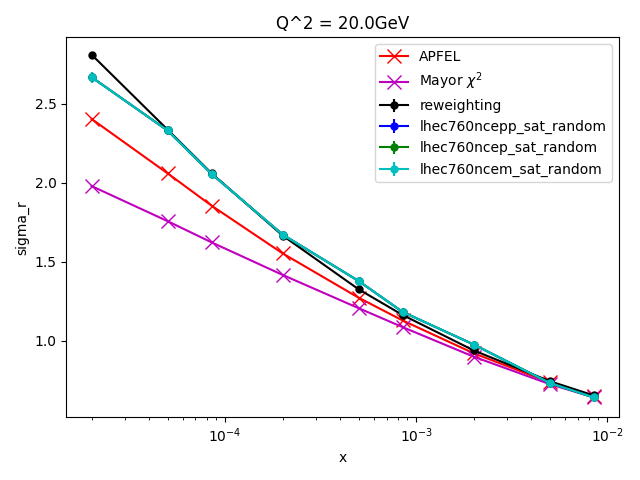 Q^2 = 20.0GeV
APFEL
Mayor χ²
reweighting
lhec760ncepp_sat_random
lhec760ncep_sat_random
lhec760ncem_sat_random
sigma_r
2.5
2.0
1.5
1.0
10⁻⁴
10⁻³
10⁻²
x